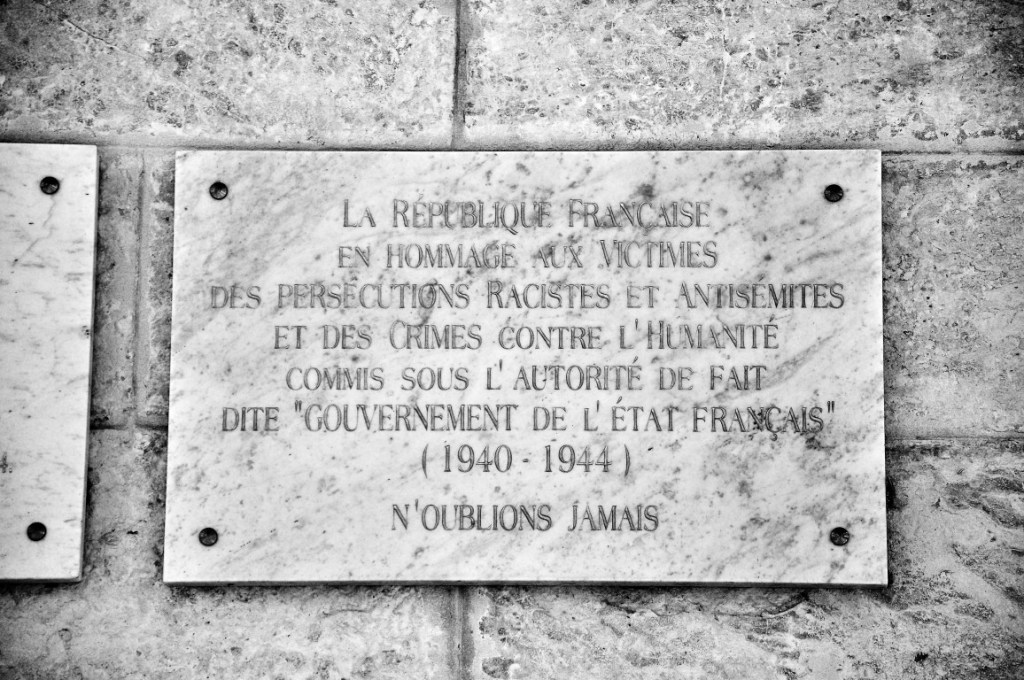 LA RÉPUBLIQUE FRANÇAISE
EN HOMMAGE AUX VICTIMES
DES PERSÉCUTIONS RACISTES ET ANTISÉMITES
ET DES CRIMES CONTRE L'HUMANITÉ
COMMIS SOUS L'AUTORITÉ DE FAIT
DITE "GOUVERNEMENT DE L'ÉTAT FRANÇAIS"
(1940 - 1944)
N'OUBLIONS JAMAIS